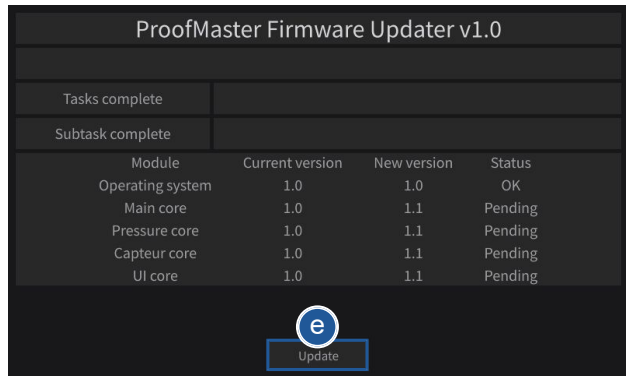 ProofMaster Firmware Updater v1.0
Tasks complete
Subtask complete
Module Current version New version Status
Operating system 1.0 1.0 OK
Main core 1.0 1.1 Pending
Pressure core 1.0 1.1 Pending
Capteur core 1.0 1.1 Pending
UI core 1.0 1.1 Pending
e
Update